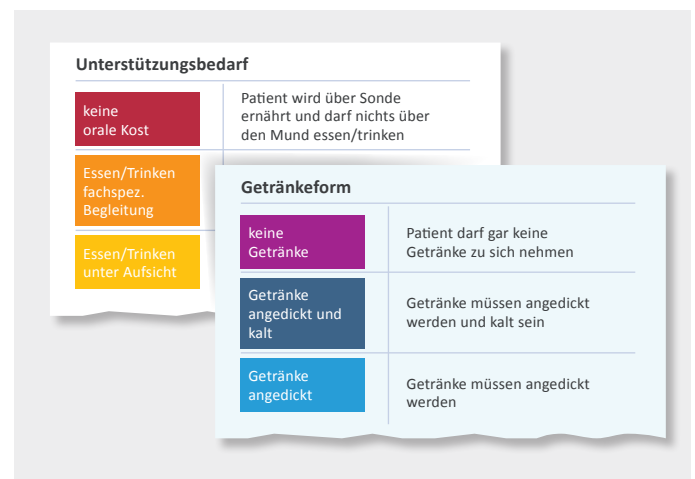 Unterstützungsbedarf
keine
orale Kost
Patient wird über Sonde
ernährt und darf nichts über
den Mund essen/trinken
Essen/Trinken
fachspez.
Begleitung
Essen/Trinken
unter Aufsicht
Getränkeform
keine
Getränke
Patient darf gar keine
Getränke zu sich nehmen
Getränke
angedickt und
kalt
Getränke müssen angedickt
werden und kalt sein
Getränke
angedickt
Getränke müssen angedickt
werden